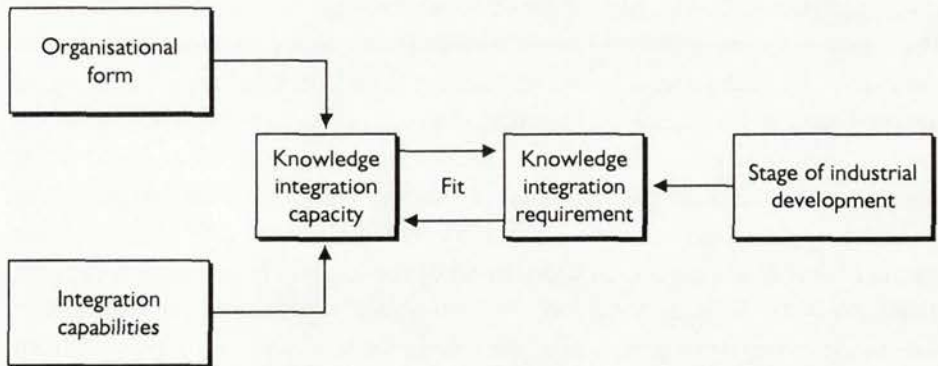 Organisational
form
Knowledge
integration
capacity
Fit
Knowledge
integration
requirement
Stage of industrial
development
Integration
capabilities